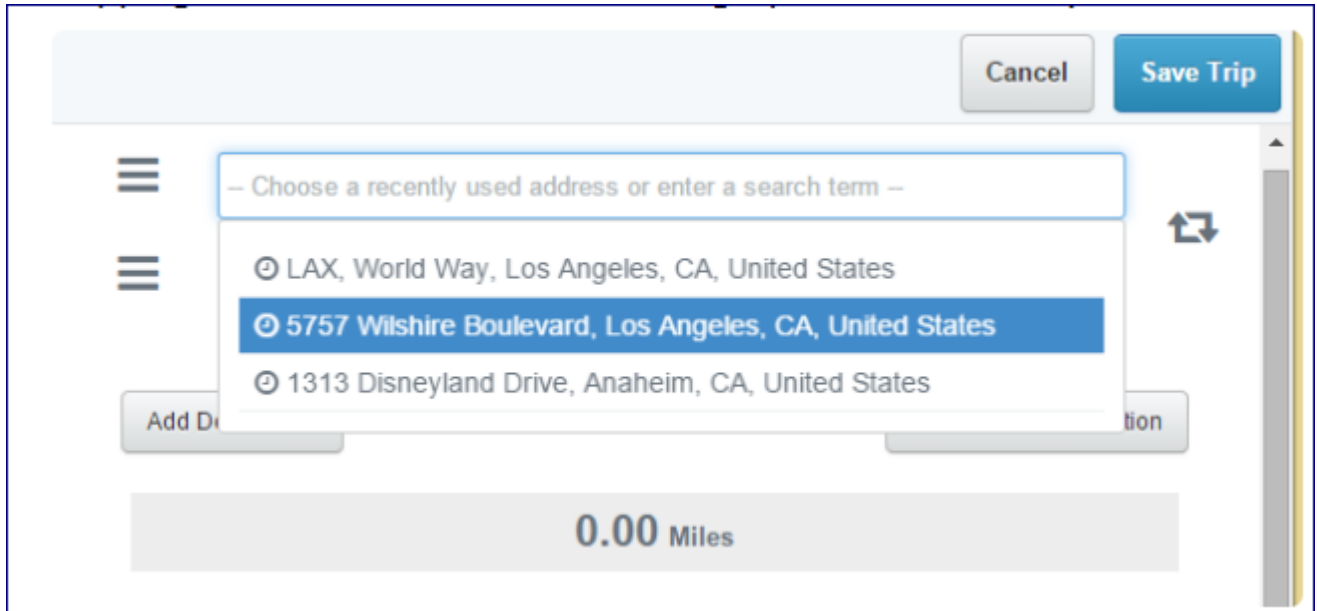 Cancel
Save Trip
-- Choose a recently used address or enter a search term --
LAX, World Way, Los Angeles, CA, United States
5757 Wilshire Boulevard, Los Angeles, CA, United States
1313 Disneyland Drive, Anaheim, CA, United States
Add
0.00 Miles